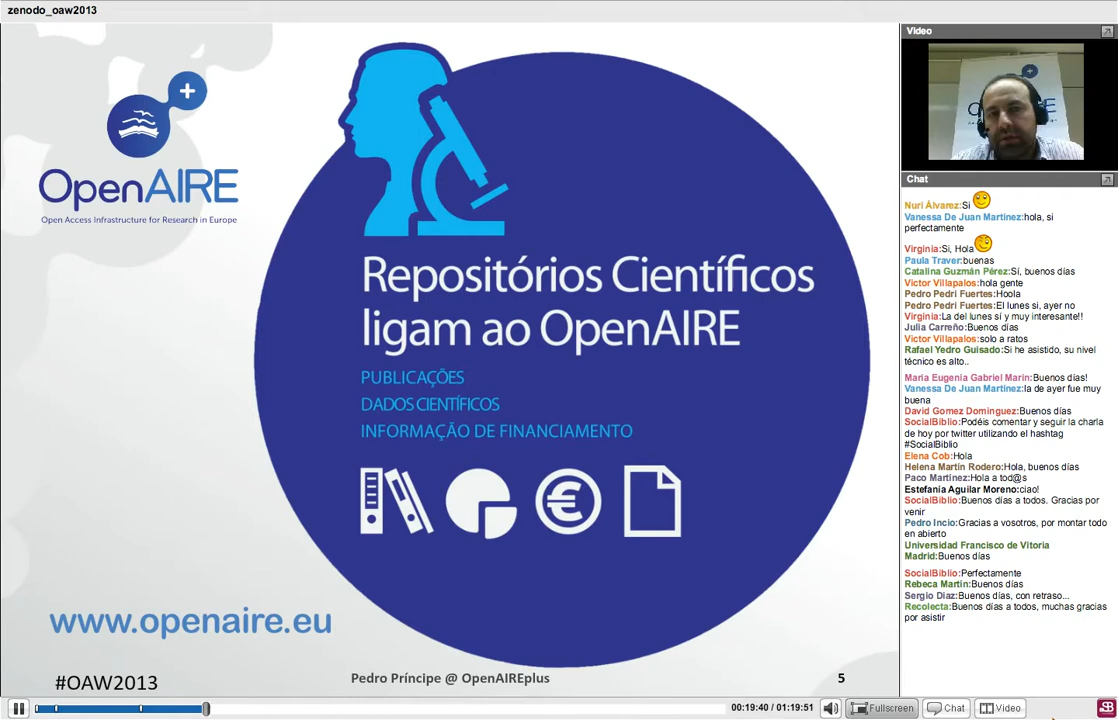 zenodo_oaw2013
OpenAIRE
Open Access Infrastructure for Research in Europe
Repositórios Científicos
ligam ao OpenAIRE
PUBLICAÇÕES
DADOS CIENTÍFICOS
INFORMAÇÃO DE FINANCIAMENTO
www.openaire.eu
#OAW2013
Pedro Príncipe @ OpenAIREplus
5
Video
Chat
Nuri Álvarez:Si
Vanessa De Juan Martínez:hola, si
perfectamente
Virginia:Si, Hola
Paula Traver:buenas
Catalina Guzmán Pérez:Sí, buenos días
Victor Villapalos:hola gente
Pedro Pedri Fuertes:Hoola
Pedro Pedri Fuertes:El lunes si, ayer no
Virginia:La del lunes sí y muy interesante!!
Julia Carreño:Buenos días
Victor Villapalos:solo a ratos
Rafael Yedro Guisado:Si he asistido, su nivel
técnico es alto..
Maria Eugenia Gabriel Marin:Buenos días!
Vanessa De Juan Martínez:la de ayer fue muy
buena
David Gomez Dominguez:Buenos días
SocialBiblio:Podéis comentar y seguir la charla
de hoy por twitter utilizando el hashtag
#SocialBiblio
Elena Cob:Hola
Helena Martín Rodero:Hola, buenos días
Paco Martinez:Hola a tod@s
Estefanía Aguilar Moreno:ciao!
SocialBiblio:Buenos días a todos. Gracias por
venir
Pedro Incio:Gracias a vosotros, por montar todo
en abierto
Universidad Francisco de Vitoria
Madrid:Buenos días
SocialBiblio:Perfectamente
Rebeca Martin:Buenos días
Sergio Diaz:Buenos días, con retraso...
Recolecta:Buenos días a todos, muchas gracias
por asistir
00:19:40 / 01:19:51
Fullscreen
Chat
Video